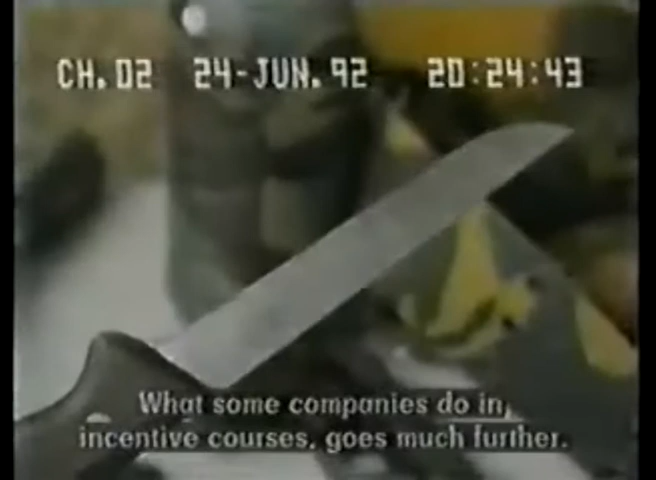 CH.02 24-JUN.92 20:24:43
What some companies do in,
incentive courses, goes much further.